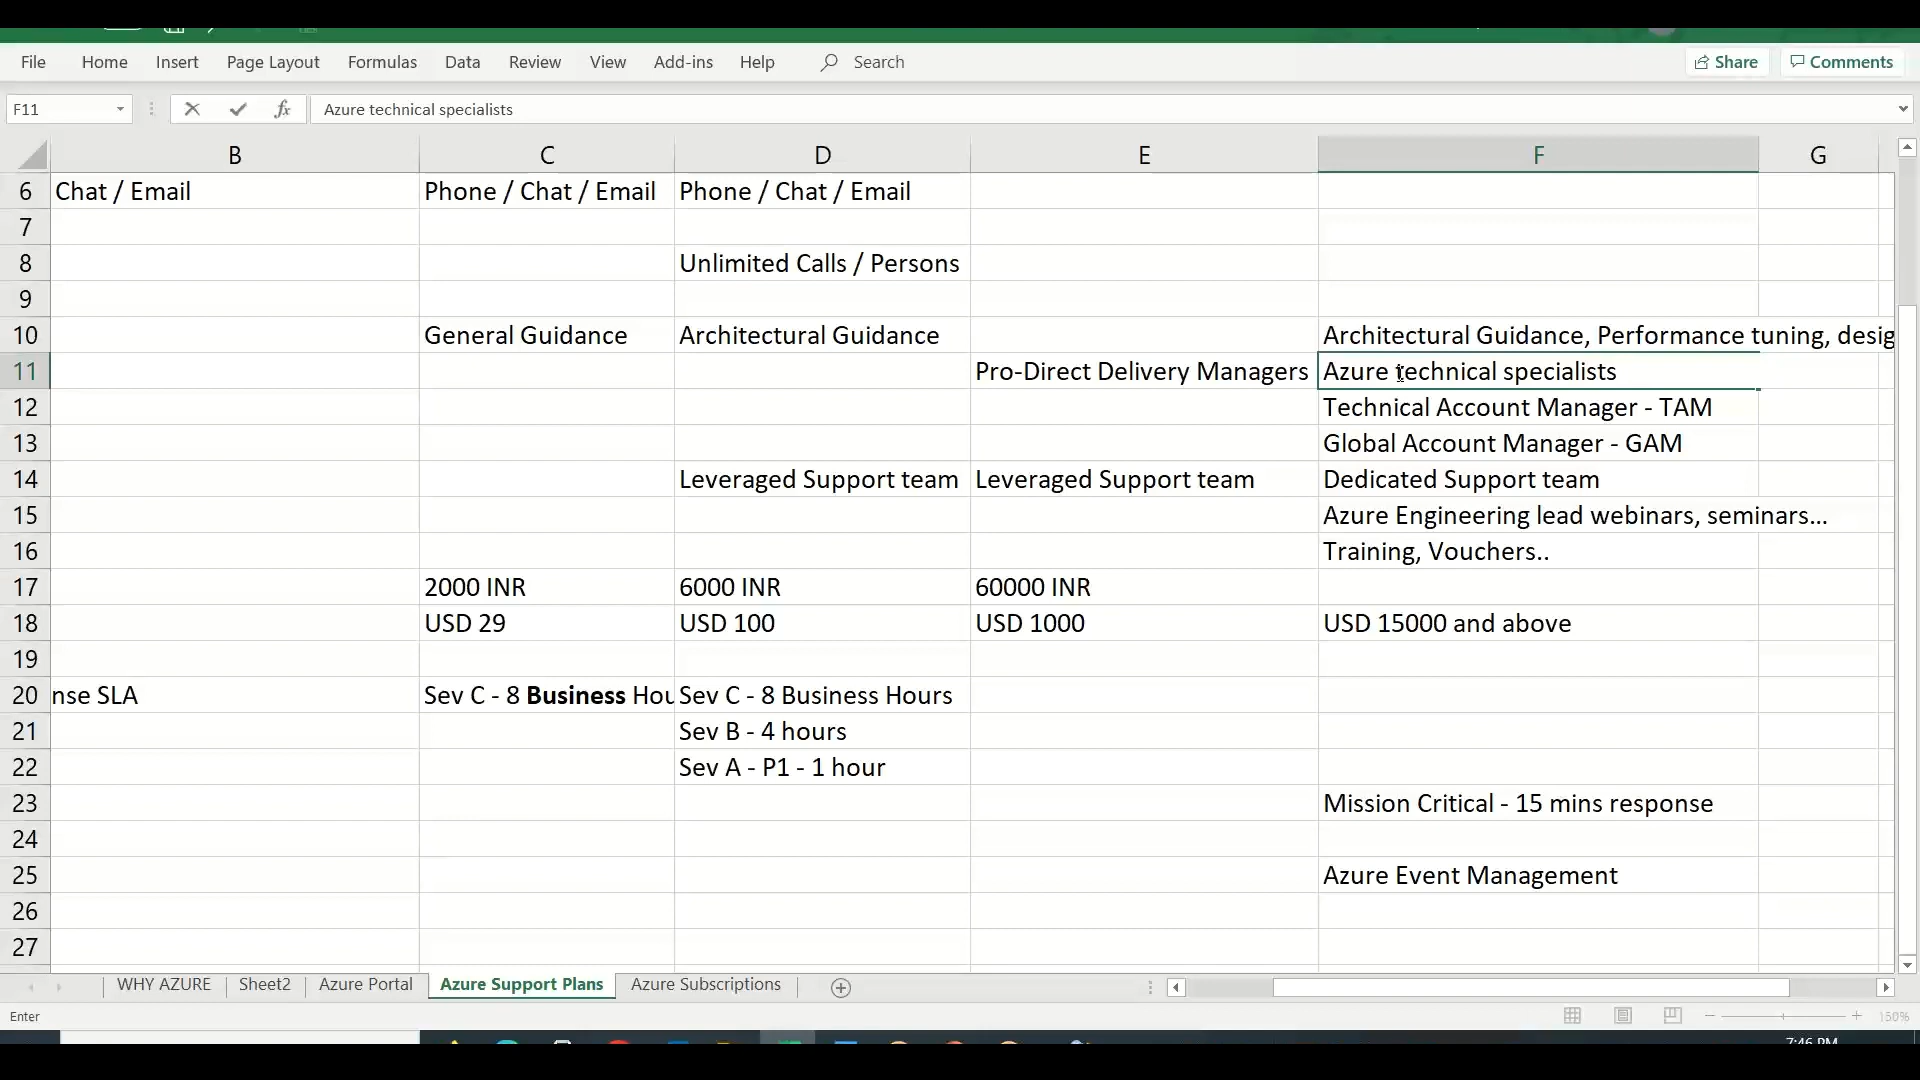 File Home Insert Page Layout Formulas Data Review View Add-ins Help Search Share Comments
F11 fx Azure technical specialists
B C D E F G
6 Chat / Email Phone / Chat / Email Phone / Chat / Email
7
8 Unlimited Calls / Persons
9
10 General Guidance Architectural Guidance Architectural Guidance, Performance tuning, desig
11 Pro-Direct Delivery Managers Azure technical specialists
12 Technical Account Manager - TAM
13 Global Account Manager - GAM
14 Leveraged Support team Leveraged Support team Dedicated Support team
15 Azure Engineering lead webinars, seminars...
16 Training, Vouchers..
17 2000 INR 6000 INR 60000 INR
18 USD 29 USD 100 USD 1000 USD 15000 and above
19
20 nse SLA Sev C - 8 Business Hou Sev C - 8 Business Hours
21 Sev B - 4 hours
22 Sev A - P1 - 1 hour
23 Mission Critical - 15 mins response
24
25 Azure Event Management
26
27
WHY AZURE Sheet2 Azure Portal Azure Support Plans Azure Subscriptions
Enter 150%
7:46 PM